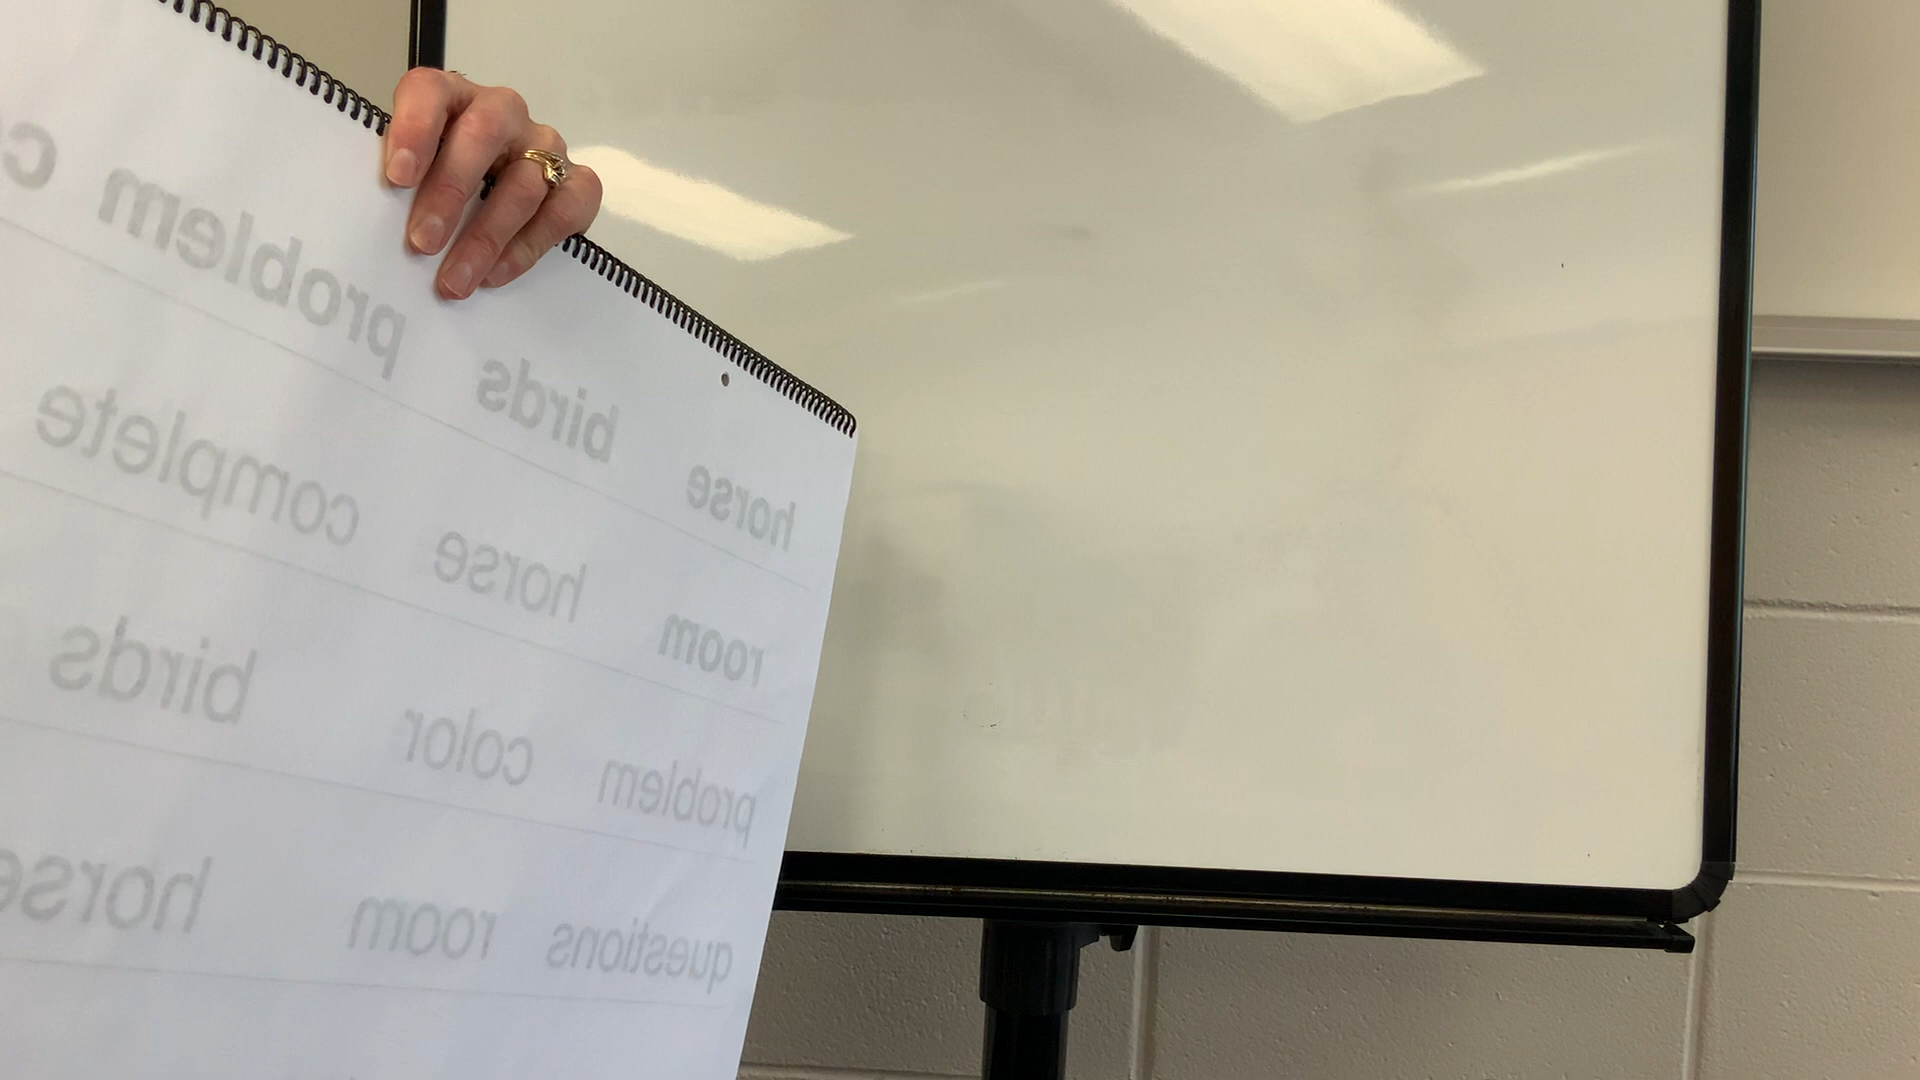 horse birds problem
room horse complete
problem color birds
questions room horse